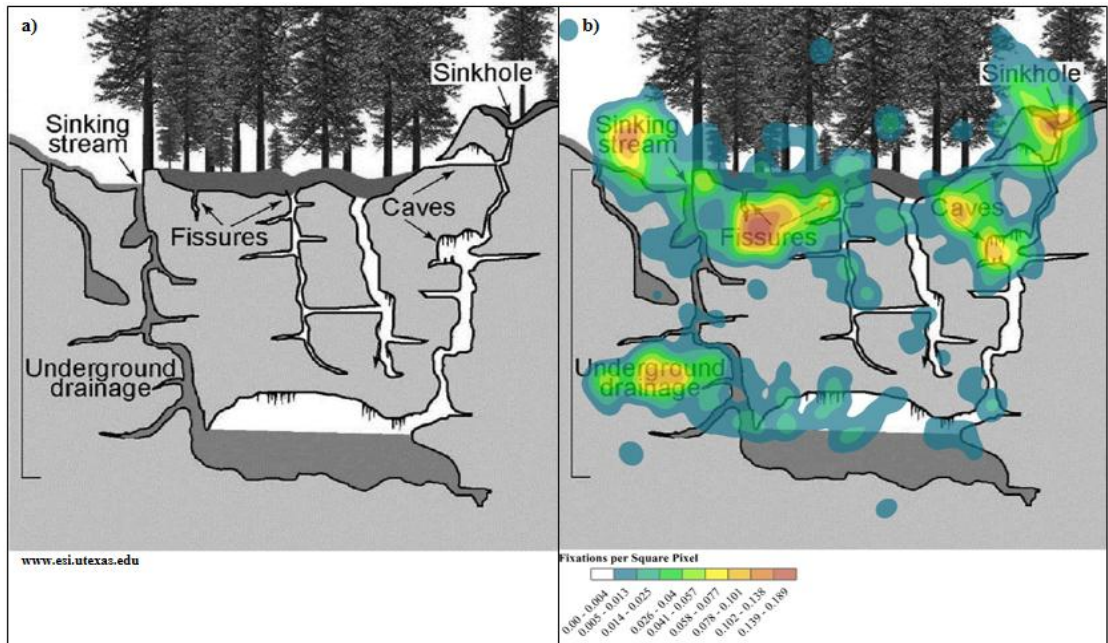 a)
Sinkhole
Sinking
stream
Fissures
Caves
Underground
drainage
www.esi.utexas.edu
b)
Sinkhole
Sinking
stream
Fissures
Caves
Underground
drainage
Fixations per Square Pixel
0.00 - 0.004
0.005 - 0.013
0.014 - 0.025
0.026 - 0.04
0.041 - 0.057
0.058 - 0.077
0.078 - 0.101
0.102 - 0.138
0.139 - 0.189